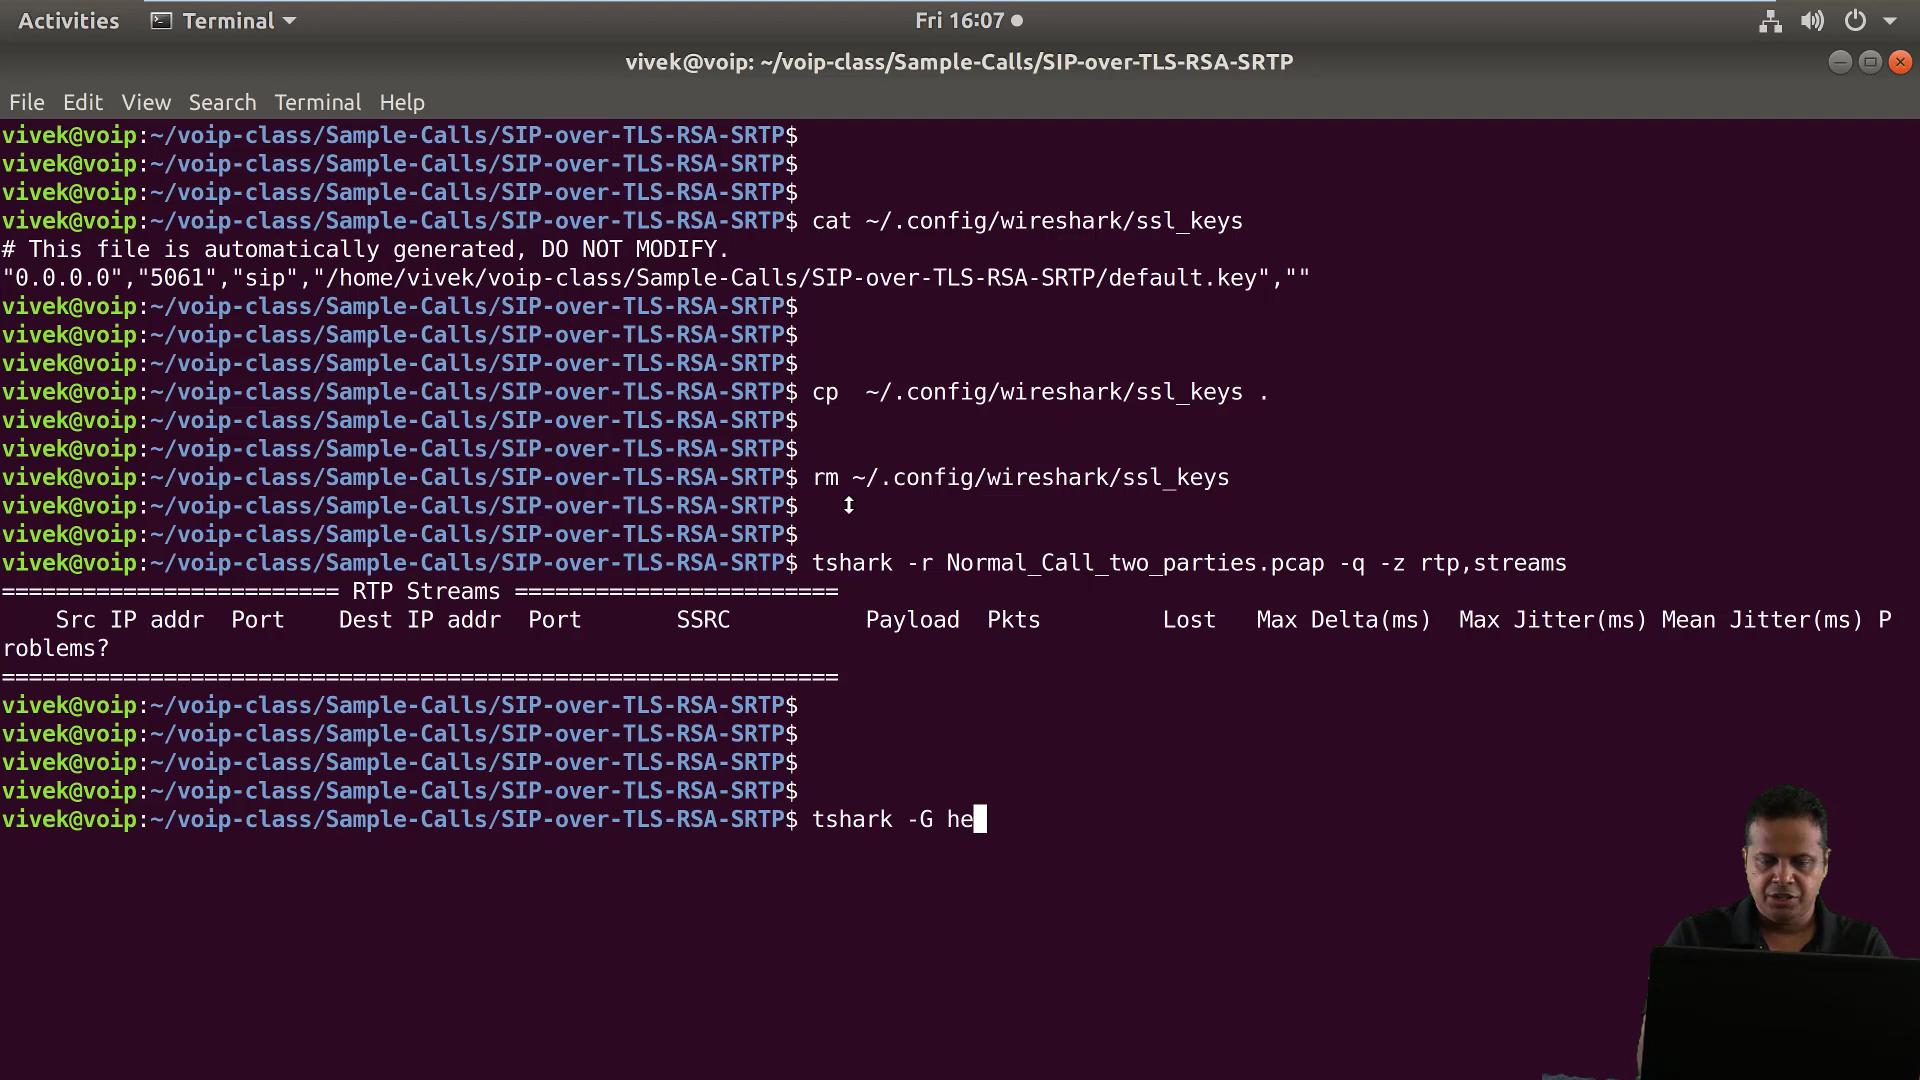 Activities Terminal Fri 16:07
vivek@voip: ~/voip-class/Sample-Calls/SIP-over-TLS-RSA-SRTP
File Edit View Search Terminal Help
vivek@voip:~/voip-class/Sample-Calls/SIP-over-TLS-RSA-SRTP$
vivek@voip:~/voip-class/Sample-Calls/SIP-over-TLS-RSA-SRTP$
vivek@voip:~/voip-class/Sample-Calls/SIP-over-TLS-RSA-SRTP$
vivek@voip:~/voip-class/Sample-Calls/SIP-over-TLS-RSA-SRTP$ cat ~/.config/wireshark/ssl_keys
# This file is automatically generated, DO NOT MODIFY.
"0.0.0.0","5061","sip","/home/vivek/voip-class/Sample-Calls/SIP-over-TLS-RSA-SRTP/default.key",""
vivek@voip:~/voip-class/Sample-Calls/SIP-over-TLS-RSA-SRTP$
vivek@voip:~/voip-class/Sample-Calls/SIP-over-TLS-RSA-SRTP$
vivek@voip:~/voip-class/Sample-Calls/SIP-over-TLS-RSA-SRTP$
vivek@voip:~/voip-class/Sample-Calls/SIP-over-TLS-RSA-SRTP$ cp  ~/.config/wireshark/ssl_keys .
vivek@voip:~/voip-class/Sample-Calls/SIP-over-TLS-RSA-SRTP$
vivek@voip:~/voip-class/Sample-Calls/SIP-over-TLS-RSA-SRTP$
vivek@voip:~/voip-class/Sample-Calls/SIP-over-TLS-RSA-SRTP$ rm ~/.config/wireshark/ssl_keys
vivek@voip:~/voip-class/Sample-Calls/SIP-over-TLS-RSA-SRTP$
vivek@voip:~/voip-class/Sample-Calls/SIP-over-TLS-RSA-SRTP$
vivek@voip:~/voip-class/Sample-Calls/SIP-over-TLS-RSA-SRTP$ tshark -r Normal_Call_two_parties.pcap -q -z rtp,streams
========================= RTP Streams ========================
    Src IP addr  Port    Dest IP addr  Port       SSRC          Payload  Pkts         Lost   Max Delta(ms)  Max Jitter(ms) Mean Jitter(ms) P
roblems?
==============================================================
vivek@voip:~/voip-class/Sample-Calls/SIP-over-TLS-RSA-SRTP$
vivek@voip:~/voip-class/Sample-Calls/SIP-over-TLS-RSA-SRTP$
vivek@voip:~/voip-class/Sample-Calls/SIP-over-TLS-RSA-SRTP$
vivek@voip:~/voip-class/Sample-Calls/SIP-over-TLS-RSA-SRTP$
vivek@voip:~/voip-class/Sample-Calls/SIP-over-TLS-RSA-SRTP$ tshark -G he